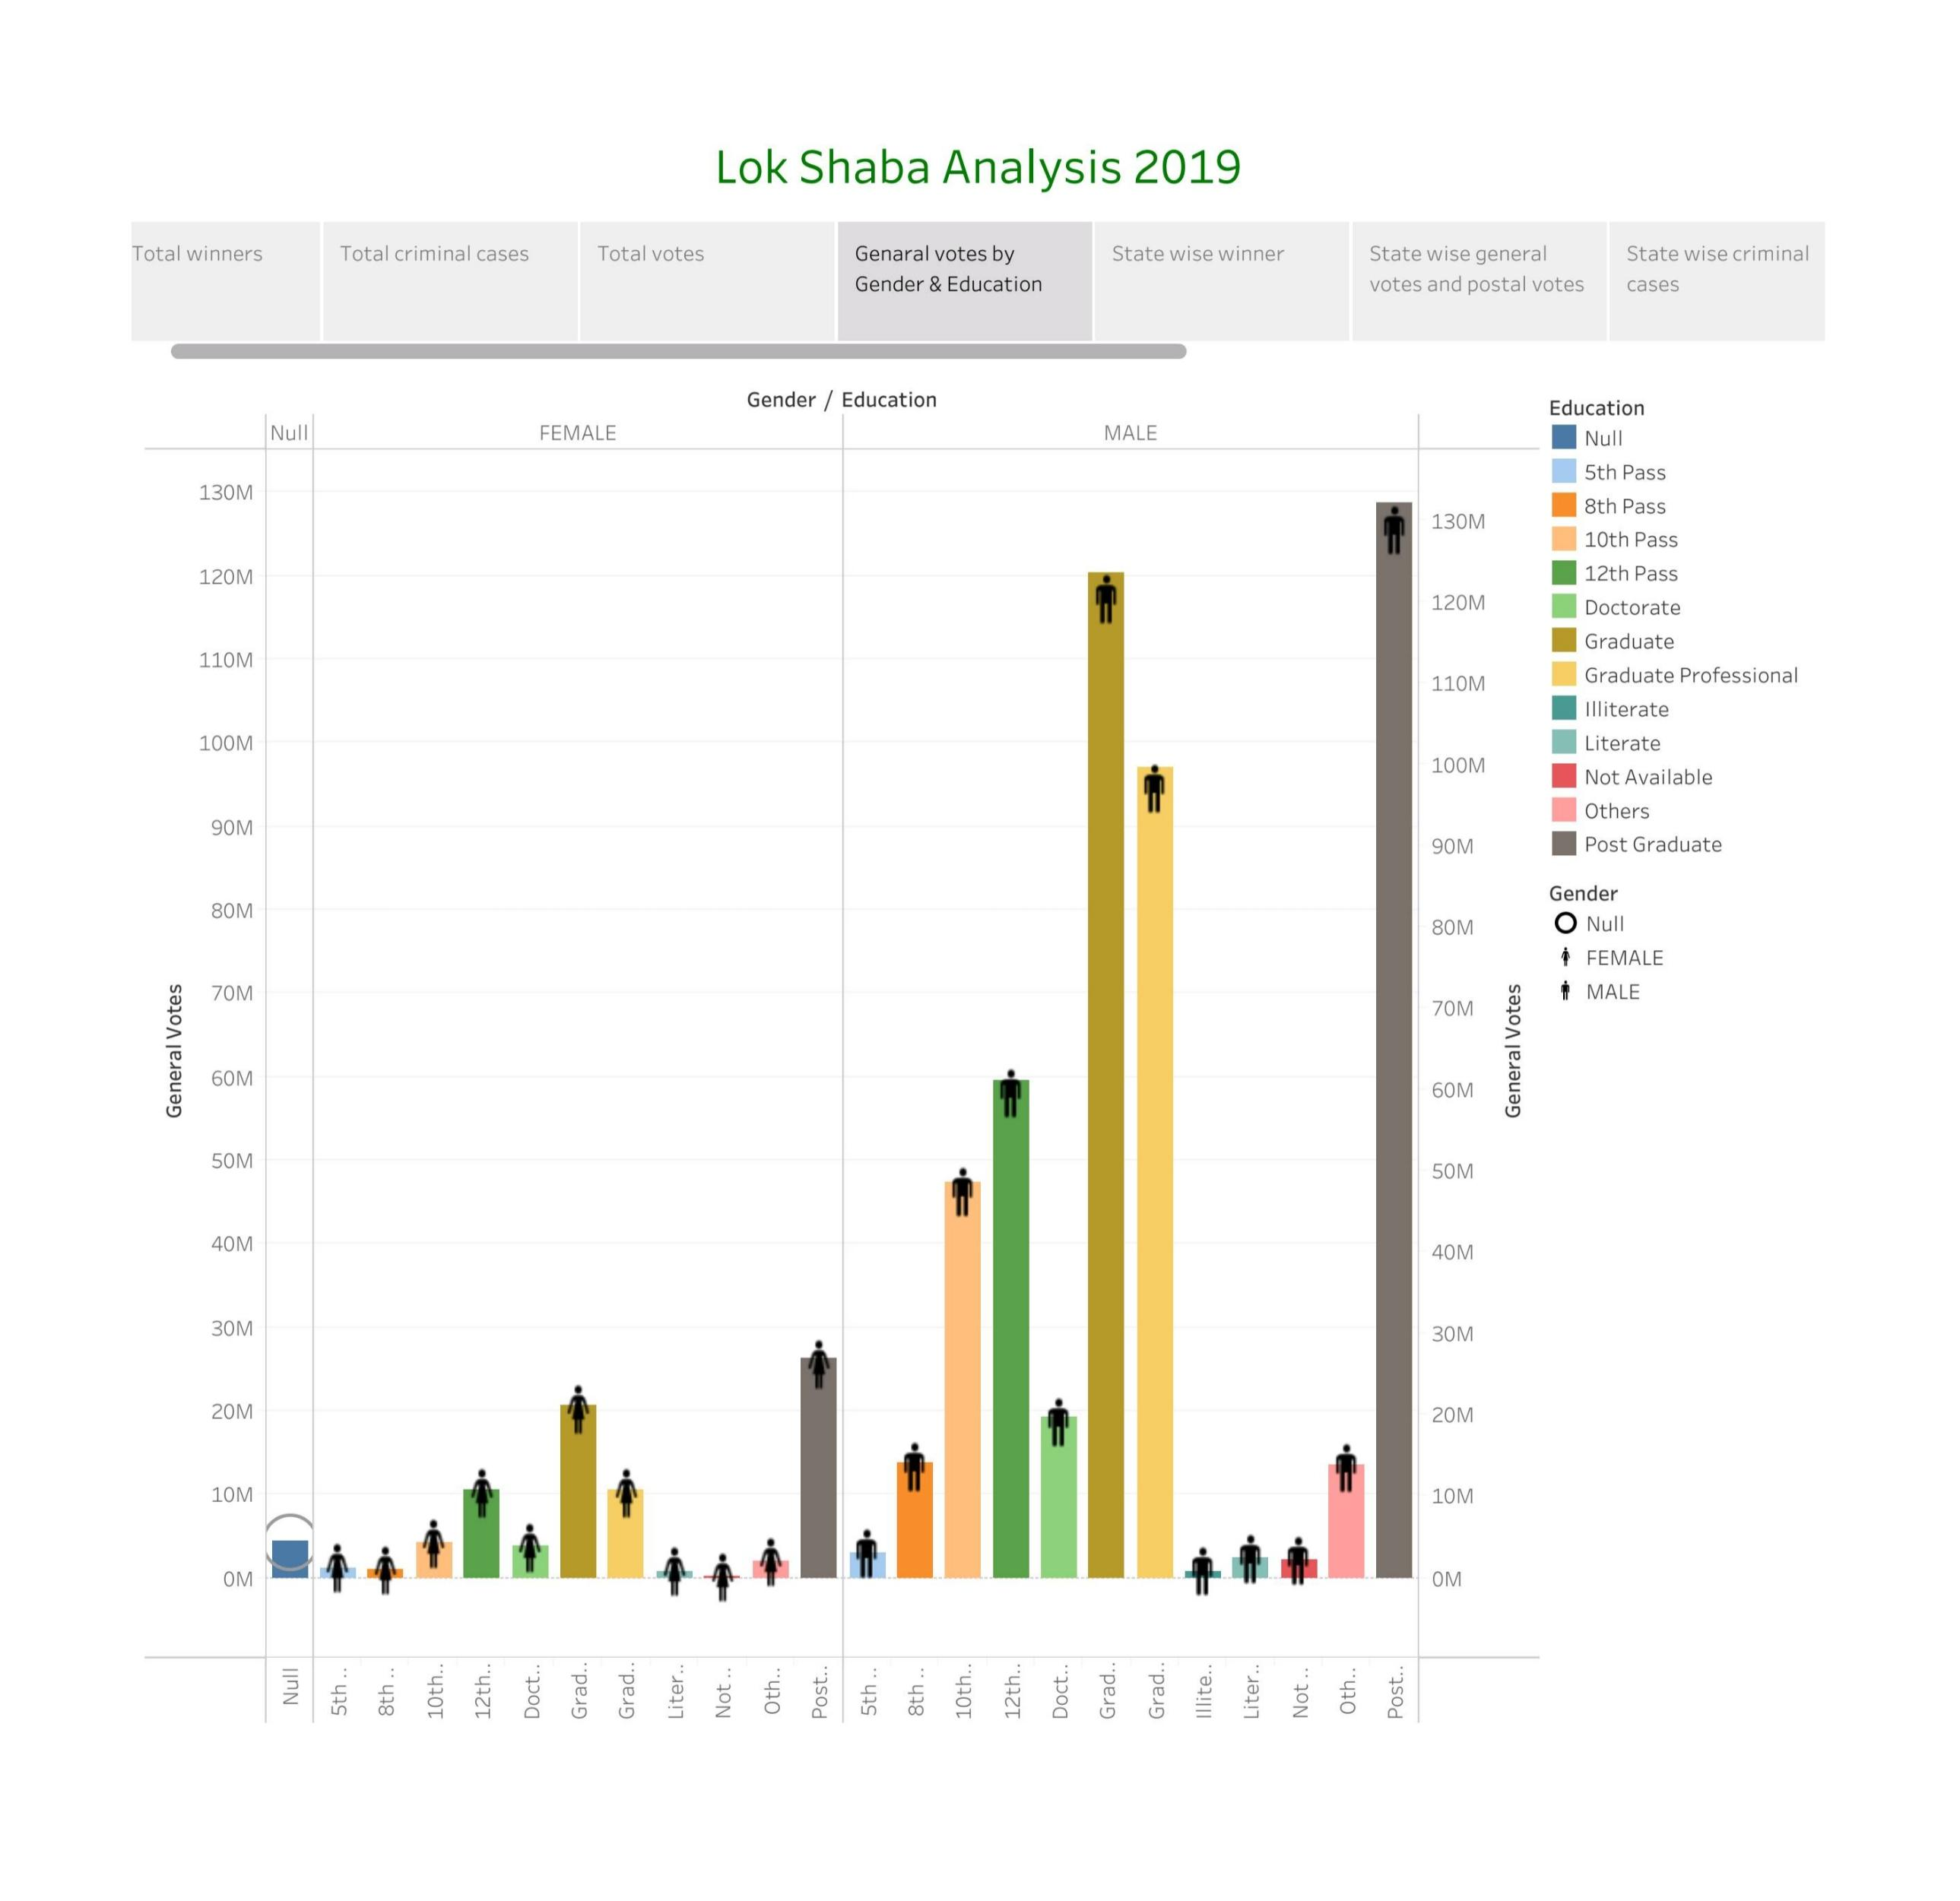 Lok Shaba Analysis 2019
Total winners
Total criminal cases
Total votes
Genaral votes by
Gender & Education
State wise winner
State wise general
votes and postal votes
State wise criminal
cases
Gender / Education
Null
FEMALE
MALE
General Votes
130M
120M
110M
100M
90M
80M
70M
60M
50M
40M
30M
20M
10M
0M
130M
120M
110M
100M
90M
80M
70M
60M
50M
40M
30M
20M
10M
0M
General Votes
Null
5th ..
8th ..
10th..
12th..
Doct..
Grad..
Grad..
Liter..
Not ..
Oth..
Post..
5th ..
8th ..
10th..
12th..
Doct..
Grad..
Grad..
Illite..
Liter..
Not ..
Oth..
Post..
Education
Null
5th Pass
8th Pass
10th Pass
12th Pass
Doctorate
Graduate
Graduate Professional
Illiterate
Literate
Not Available
Others
Post Graduate
Gender
Null
FEMALE
MALE